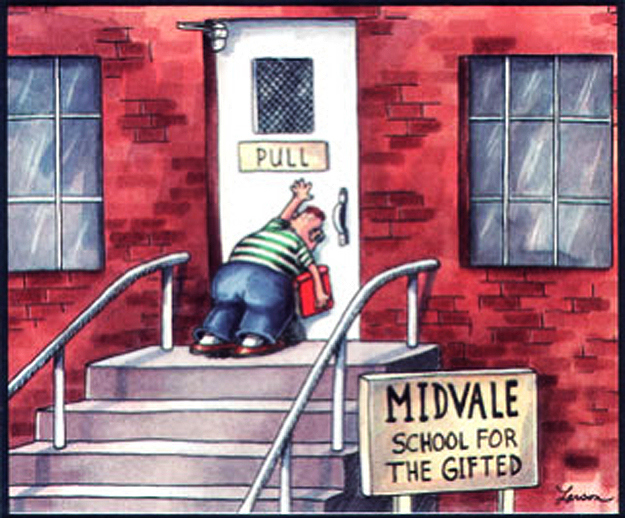 PULL
MIDVALE
SCHOOL FOR
THE GIFTED
Larson